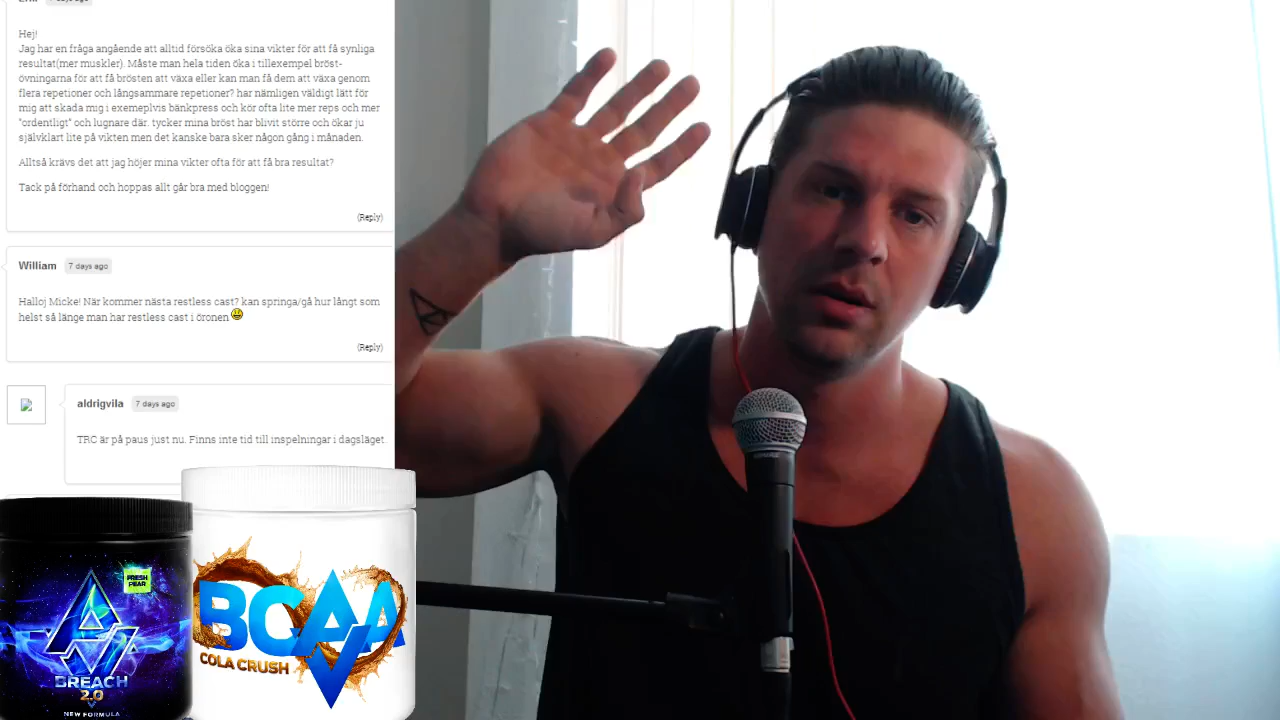 7 days ago
Hej!
Jag har en fråga angående att alltid försöka öka sina vikter för att få synliga
resultat(mer muskler). Måste man hela tiden öka i tillexempel bröst-
övningarna för att få brösten att växa eller kan man få dem att växa genom
flera repetioner och långsammare repetioner? har nämligen väldigt lätt för
mig att skada mig i exemeplvis bänkpress och kör ofta lite mer reps och mer
"ordentligt" och lugnare där. tycker mina bröst har blivit större och ökar ju
självklart lite på vikten men det kanske bara sker någon gång i månaden.
Alltså krävs det att jag höjer mina vikter ofta för att få bra resultat?
Tack på förhand och hoppas allt går bra med bloggen!
(Reply)
William 7 days ago
Halloj Micke! När kommer nästa restless cast? kan springa/gå hur långt som
helst så länge man har restless cast i öronen
(Reply)
aldrigvila 7 days ago
TRC är på paus just nu. Finns inte tid till inspelningar i dagsläget.
FRESH
PEAR
BREACH
2.0
NEW FORMULA
BCAA
COLA CRUSH